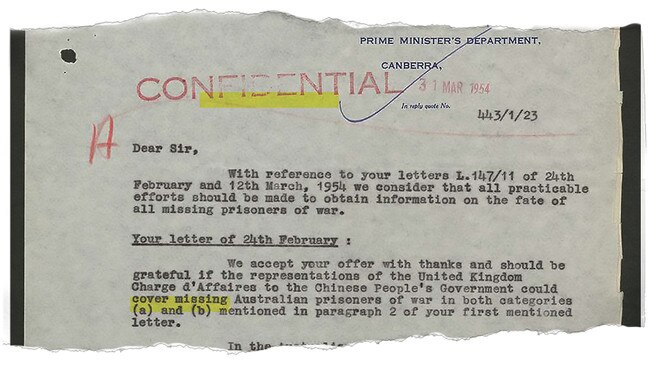 PRIME MINISTER'S DEPARTMENT,
CANBERRA,
CONFIDENTIAL
31 MAR 1954
In reply quote No.
443/1/23
A
Dear Sir,
With reference to your letters L.147/11 of 24th
February and 12th March, 1954 we consider that all practicable
efforts should be made to obtain information on the fate of
all missing prisoners of war.
Your letter of 24th February :
We accept your offer with thanks and should be
grateful if the representations of the United Kingdom
Charge d'Affaires to the Chinese People's Government could
cover missing Australian prisoners of war in both categories
(a) and (b) mentioned in paragraph 2 of your first mentioned
letter.
In the